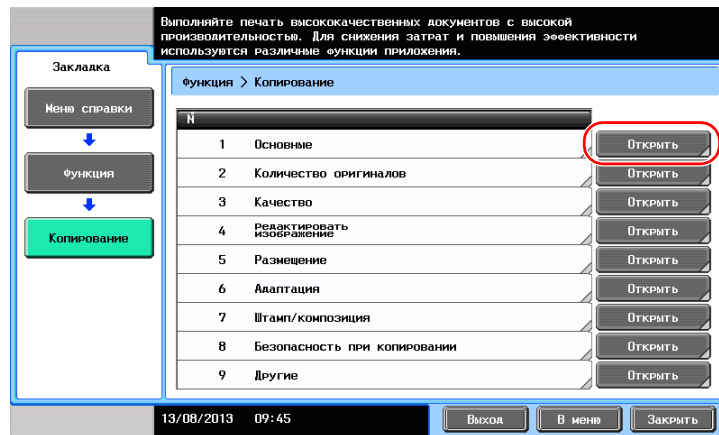 Выполняйте печать высококачественных документов с высокой
производительностью. Для снижения затрат и повышения эффективности
используются различные функции приложения.
Закладка
Меню справки
Функция
Копирование
Функция > Копирование
Ñ
1 Основные Открыть
2 Количество оригиналов Открыть
3 Качество Открыть
4 Редактировать
изображение Открыть
5 Размещение Открыть
6 Адаптация Открыть
7 Штамп/композиция Открыть
8 Безопасность при копировании Открыть
9 Другие Открыть
13/08/2013 09:45 Выход В меню Закрыть